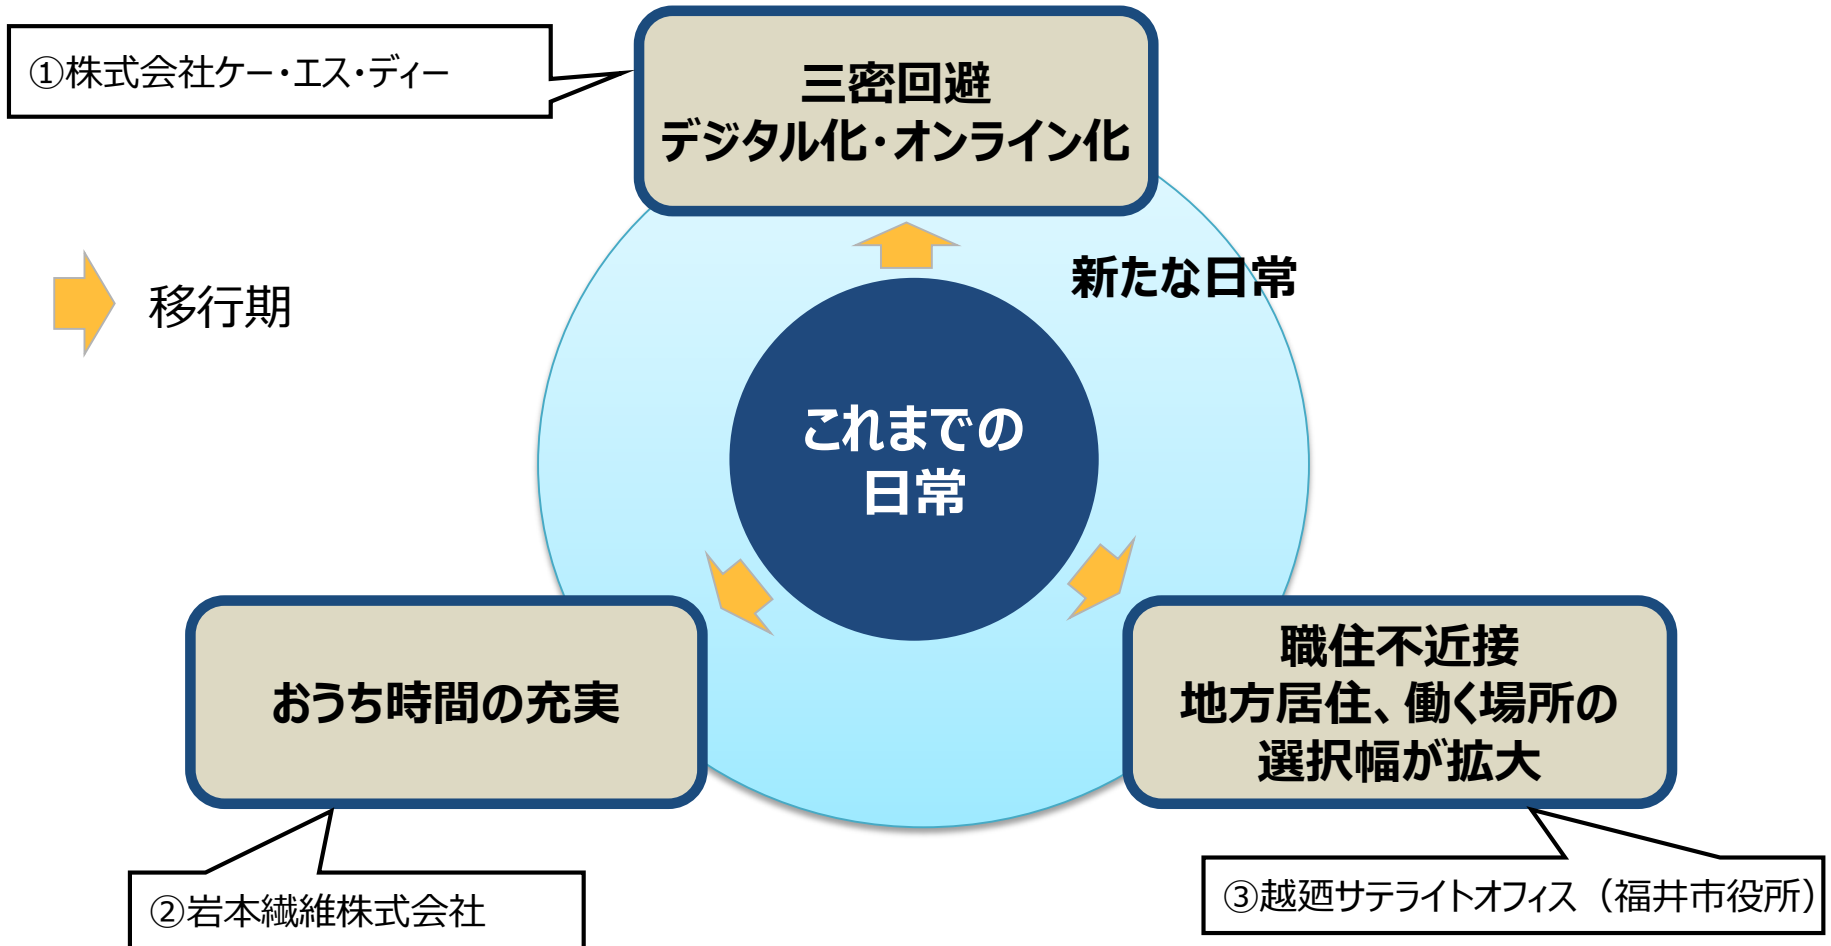 ①株式会社ケー・エス・ディー
三密回避
デジタル化・オンライン化
移行期
新たな日常
これまでの
日常
おうち時間の充実
職住不近接
地方居住、働く場所の
選択幅が拡大
②岩本繊維株式会社
③越廼サテライトオフィス（福井市役所）